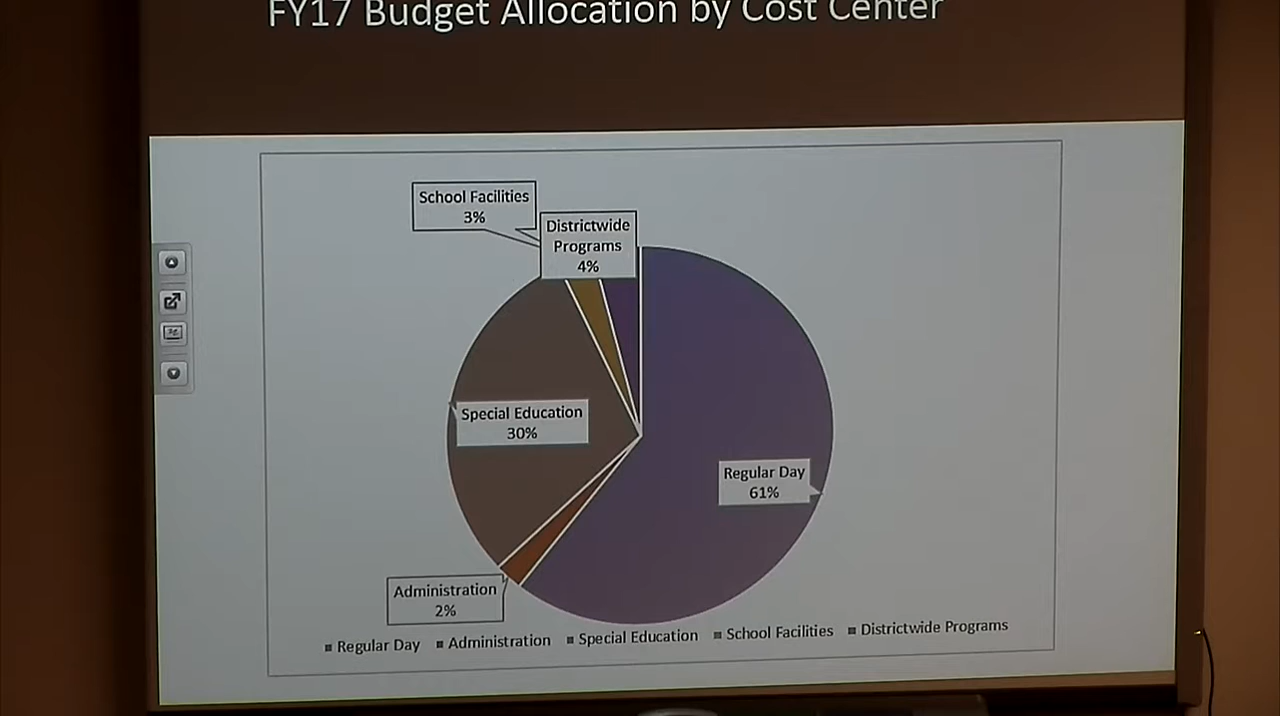 FY17 Budget Allocation by Cost Center
School Facilities
3%
Districtwide
Programs
4%
Special Education
30%
Regular Day
61%
Administration
2%
Regular Day Administration Special Education School Facilities Districtwide Programs